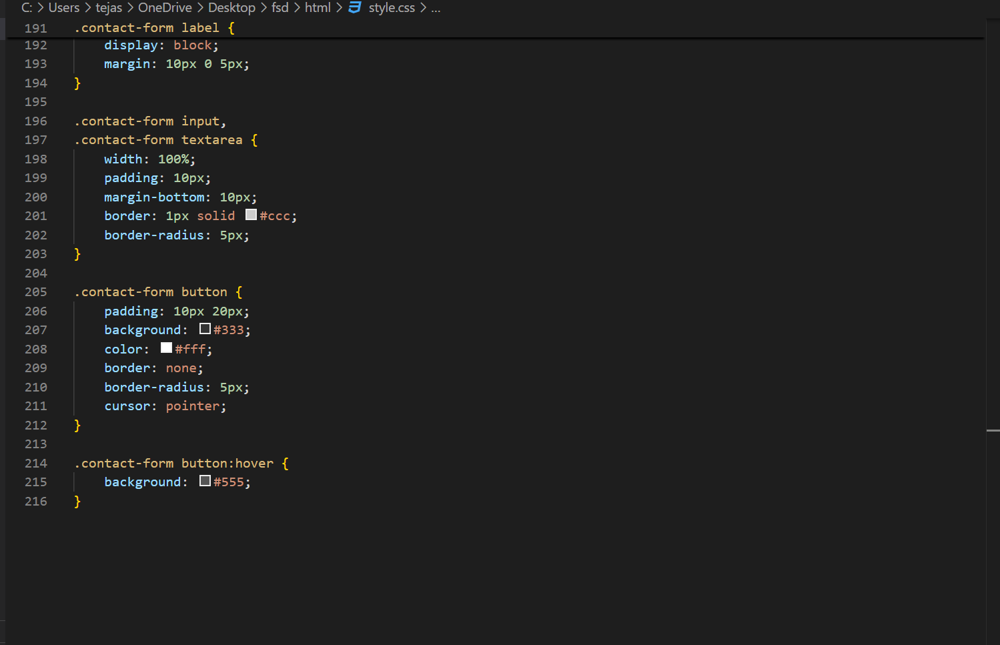 C: > Users > tejas > OneDrive > Desktop > fsd > html > style.css > ...
191 .contact-form label {
192     display: block;
193     margin: 10px 0 5px;
194 }
195
196 .contact-form input,
197 .contact-form textarea {
198     width: 100%;
199     padding: 10px;
200     margin-bottom: 10px;
201     border: 1px solid #ccc;
202     border-radius: 5px;
203 }
204
205 .contact-form button {
206     padding: 10px 20px;
207     background: #333;
208     color: #fff;
209     border: none;
210     border-radius: 5px;
211     cursor: pointer;
212 }
213
214 .contact-form button:hover {
215     background: #555;
216 }